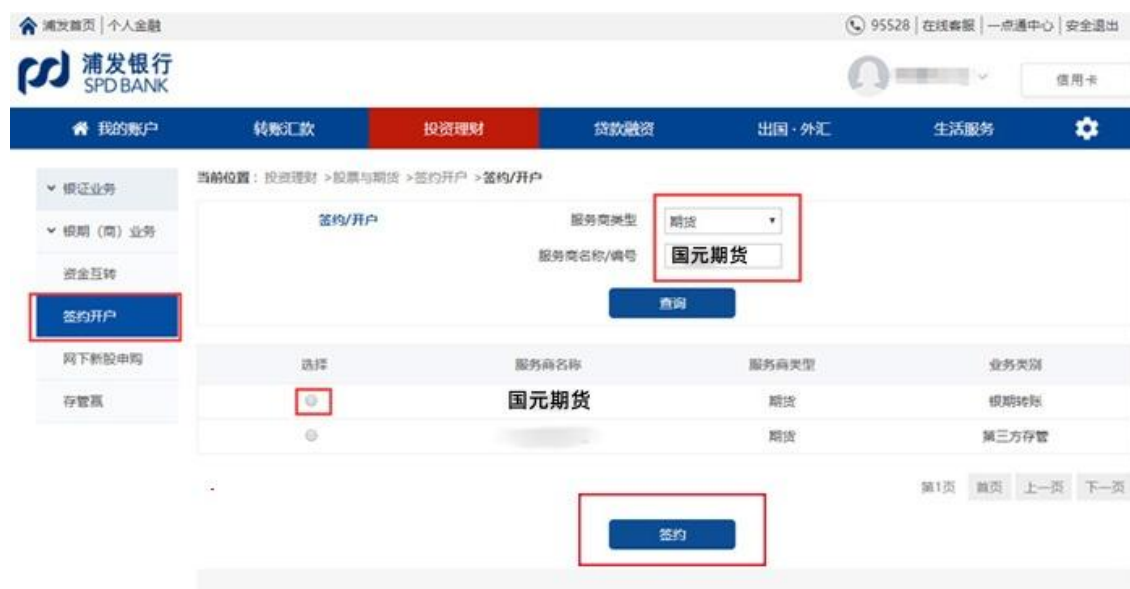 浦发首页 | 个人金融
95528 | 在线客服 | 一点通中心 | 安全退出
浦发银行
SPD BANK
信用卡
我的账户 转账汇款 投资理财 贷款融资 出国·外汇 生活服务
当前位置：投资理财 >股票与期货 >签约开户 >签约/开户
银证业务
银期（商）业务
资金互转
签约开户
网下新股申购
存管赢
签约/开户
服务商类型 期货
服务商名称/编号 国元期货
查询
选择 服务商名称 服务商类型 业务类别
国元期货 期货 银期转账
期货 第三方存管
第1页 首页 上一页 下一页
签约